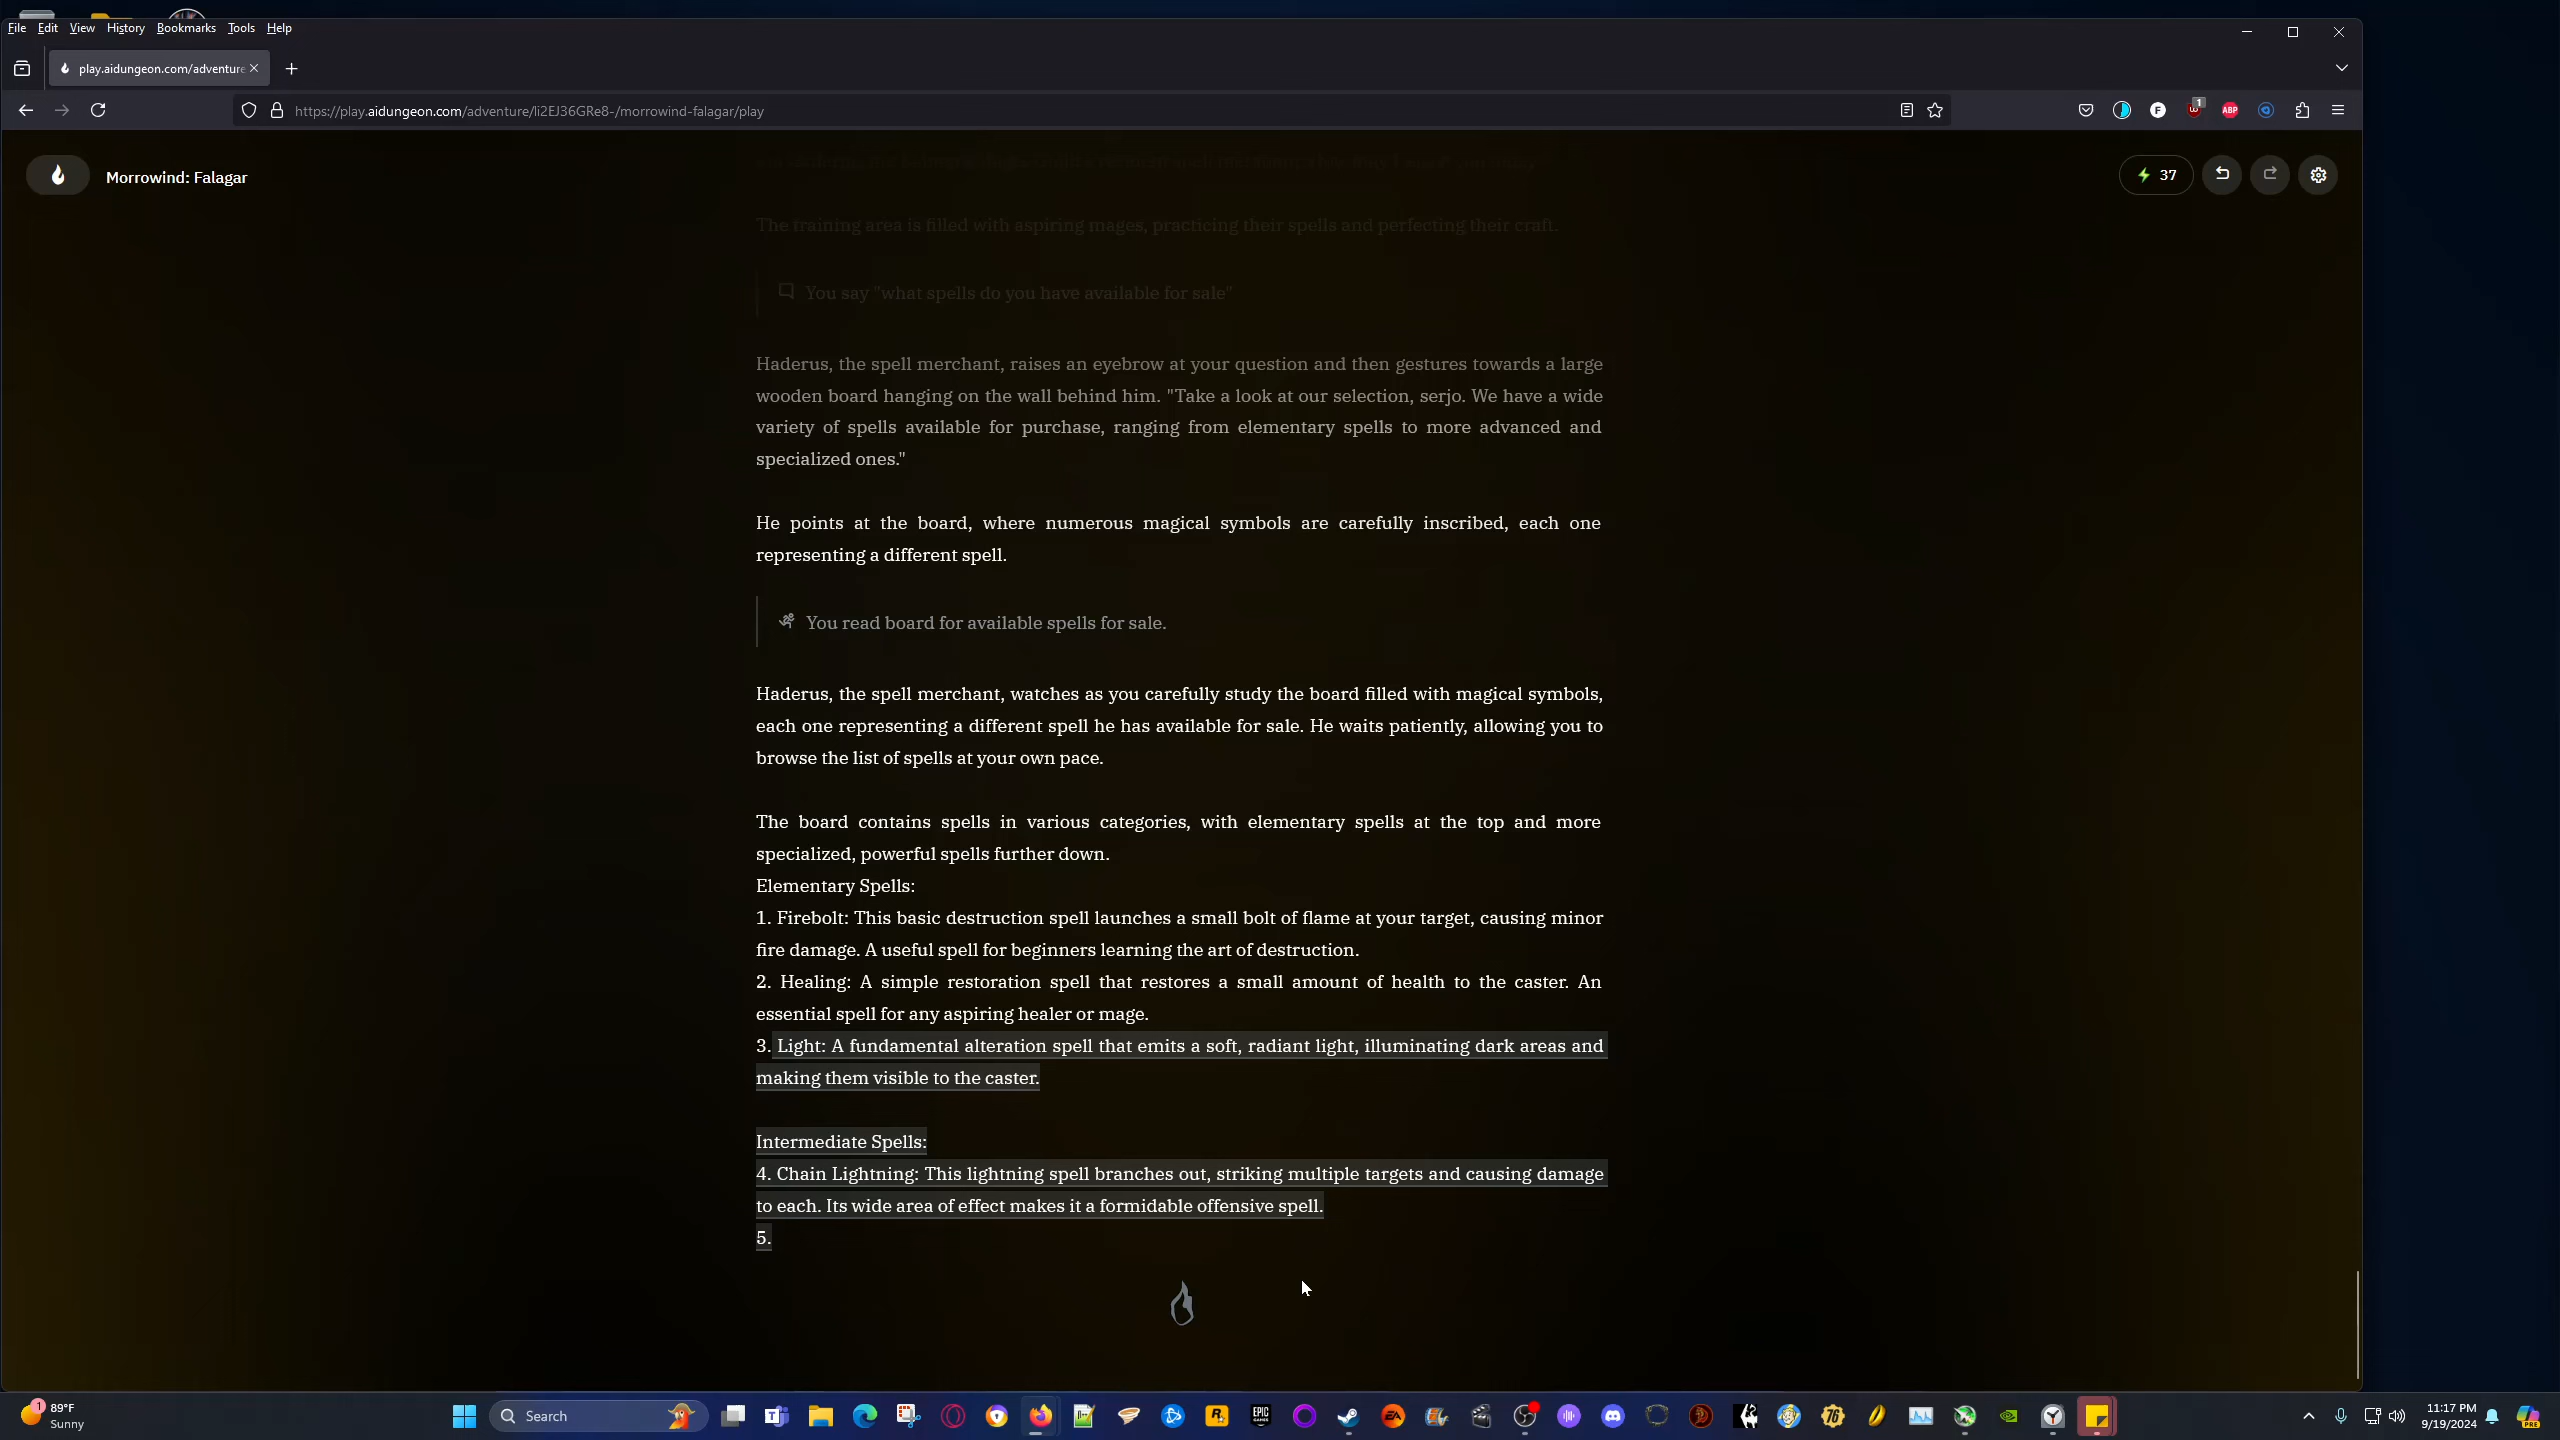 File Edit View History Bookmarks Tools Help
play.aidungeon.com/adventure
https://play.aidungeon.com/adventure/li2EJ36GRe8-/morrowind-falagar/play
1
ABP
Morrowind: Falagar
37
The training area is filled with aspiring mages, practicing their spells and perfecting their craft.
You say "what spells do you have available for sale"
Haderus, the spell merchant, raises an eyebrow at your question and then gestures towards a large
wooden board hanging on the wall behind him. "Take a look at our selection, serjo. We have a wide
variety of spells available for purchase, ranging from elementary spells to more advanced and
specialized ones."
He points at the board, where numerous magical symbols are carefully inscribed, each one
representing a different spell.
You read board for available spells for sale.
Haderus, the spell merchant, watches as you carefully study the board filled with magical symbols,
each one representing a different spell he has available for sale. He waits patiently, allowing you to
browse the list of spells at your own pace.
The board contains spells in various categories, with elementary spells at the top and more
specialized, powerful spells further down.
Elementary Spells:
1. Firebolt: This basic destruction spell launches a small bolt of flame at your target, causing minor
fire damage. A useful spell for beginners learning the art of destruction.
2. Healing: A simple restoration spell that restores a small amount of health to the caster. An
essential spell for any aspiring healer or mage.
3. Light: A fundamental alteration spell that emits a soft, radiant light, illuminating dark areas and
making them visible to the caster.
Intermediate Spells:
4. Chain Lightning: This lightning spell branches out, striking multiple targets and causing damage
to each. Its wide area of effect makes it a formidable offensive spell.
5.
1
89°F
Sunny
Search
EPIC
EA
76
11:17 PM
9/19/2024
PRE